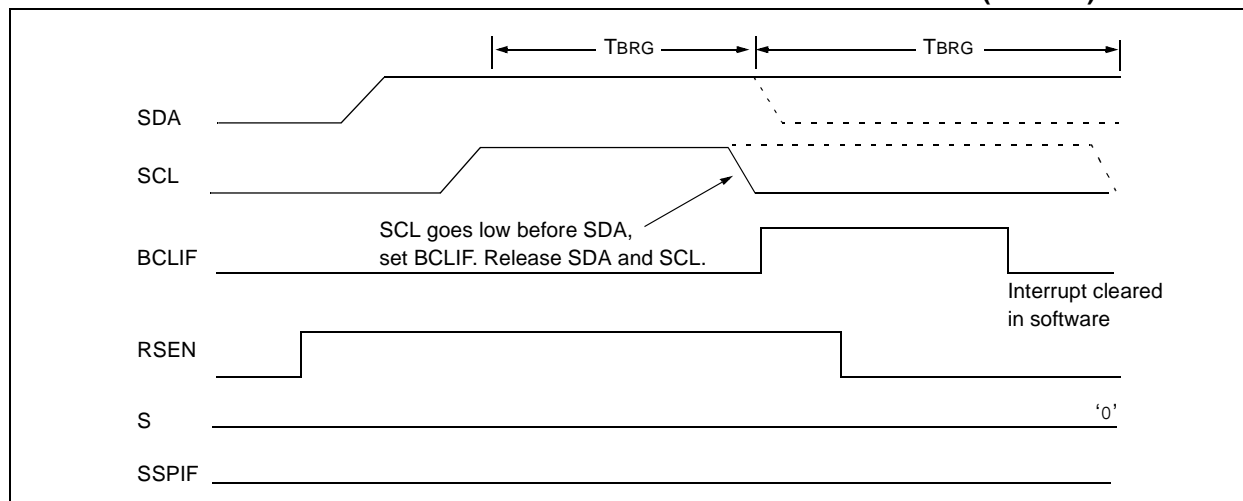 TBRG TBRG
SDA
SCL
SCL goes low before SDA,
set BCLIF. Release SDA and SCL.
BCLIF
Interrupt cleared
in software
RSEN
S ‘0’
SSPIF